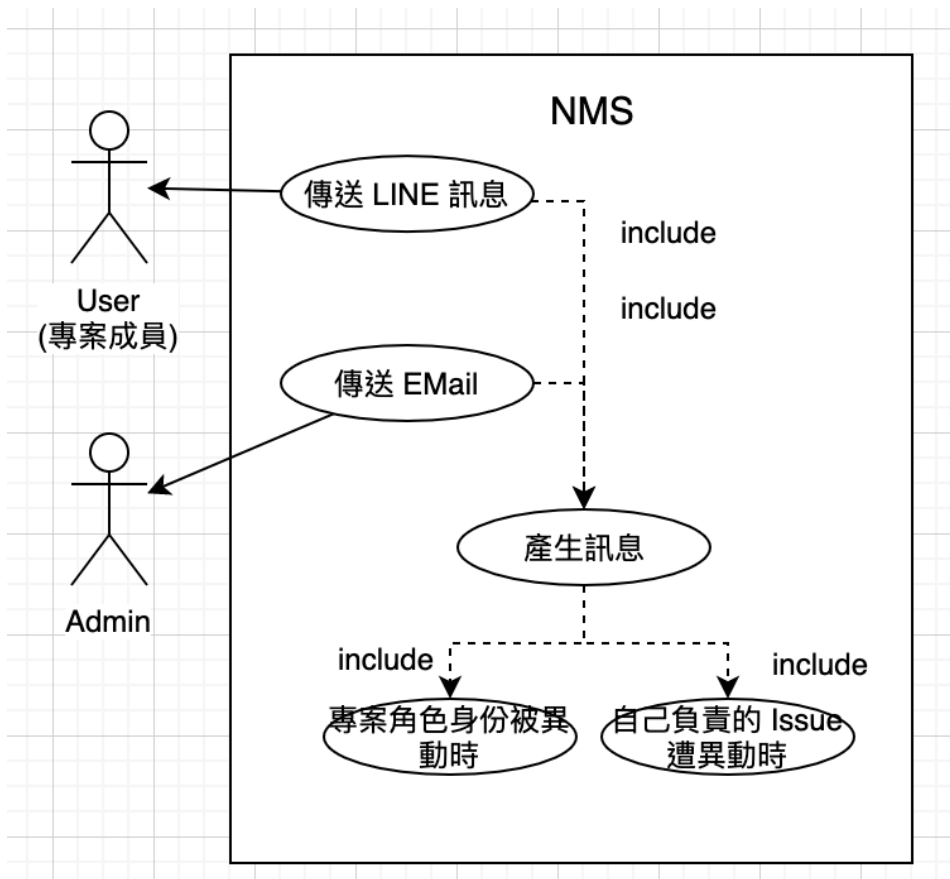 NMS
傳送 LINE 訊息
include
User
(專案成員)
include
傳送 EMail
產生訊息
Admin
include
include
專案角色身份被異
動時
自己負責的 Issue
遭異動時